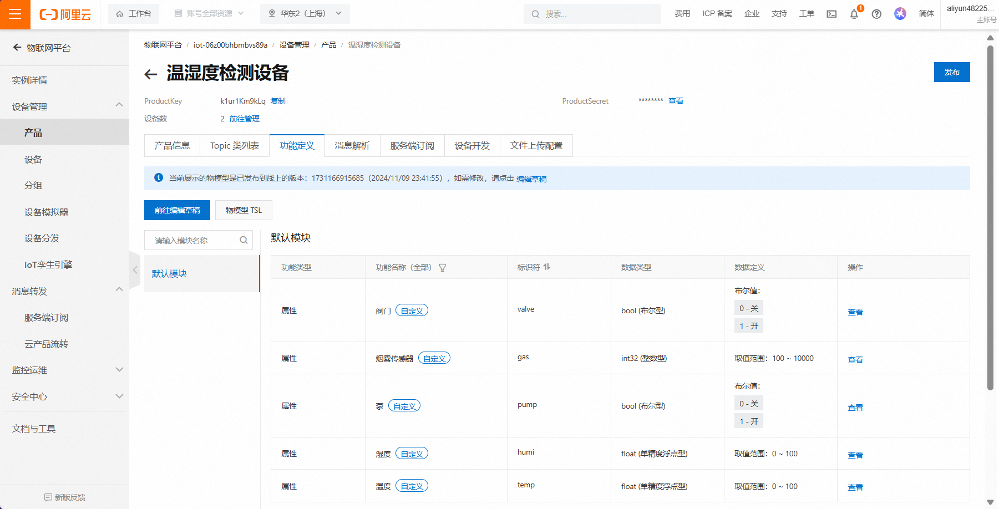 阿里云
工作台
账号全部资源
华东2（上海）
搜索...
费用
ICP 备案
企业
支持
工单
1
简体
aliyun48225...
主账号
物联网平台
实例详情
设备管理
产品
设备
分组
设备模拟器
设备分发
IoT孪生引擎
消息转发
服务端订阅
云产品流转
监控运维
安全中心
文档与工具
新版反馈
物联网平台 / iot-06z00bhbmbvs89a / 设备管理 / 产品 / 温湿度检测设备
温湿度检测设备
发布
ProductKey k1ur1Km9kLq 复制
ProductSecret ******** 查看
设备数 2 前往管理
产品信息 Topic 类列表 功能定义 消息解析 服务端订阅 设备开发 文件上传配置
当前展示的物模型是已发布到线上的版本：1731166915685（2024/11/09 23:41:55），如需修改，请点击 编辑草稿
前往编辑草稿 物模型 TSL
请输入模块名称
默认模块
默认模块
功能类型 功能名称（全部） 标识符 数据类型 数据定义 操作
属性 阀门 自定义 valve bool (布尔型) 布尔值：
0 - 关
1 - 开
查看
属性 烟雾传感器 自定义 gas int32 (整数型) 取值范围：100 ~ 10000 查看
属性 泵 自定义 pump bool (布尔型) 布尔值：
0 - 关
1 - 开
查看
属性 湿度 自定义 humi float (单精度浮点型) 取值范围：0 ~ 100 查看
属性 温度 自定义 temp float (单精度浮点型) 取值范围：0 ~ 100 查看